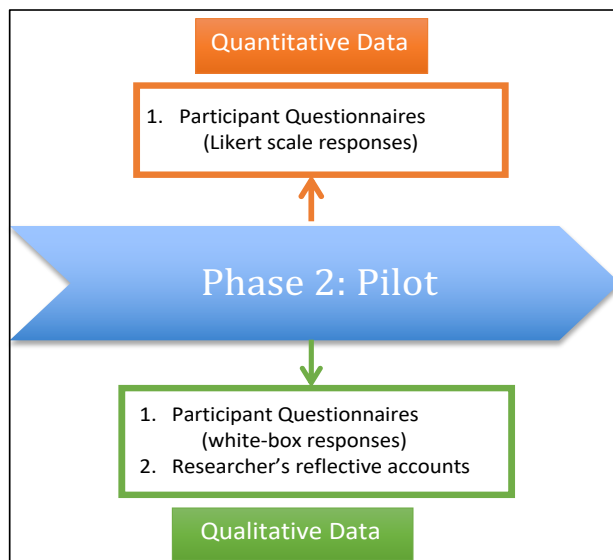 Quantitative Data
1. Participant Questionnaires
(Likert scale responses)
Phase 2: Pilot
1. Participant Questionnaires
(white-box responses)
2. Researcher’s reflective accounts
Qualitative Data